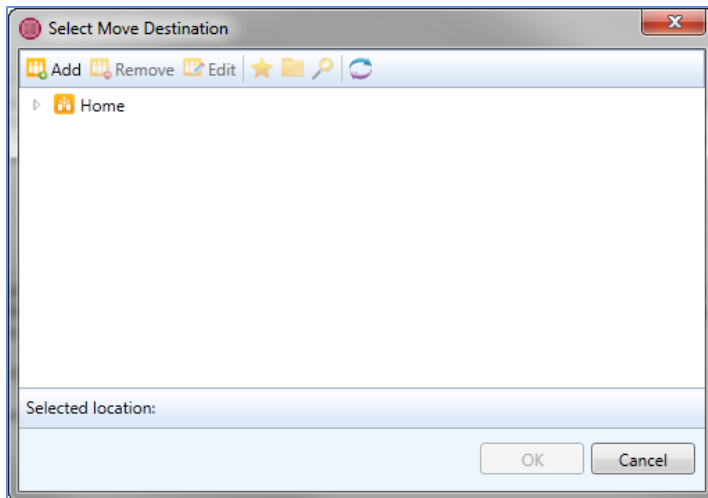 Select Move Destination
Add Remove Edit
Home
Selected location:
OK Cancel